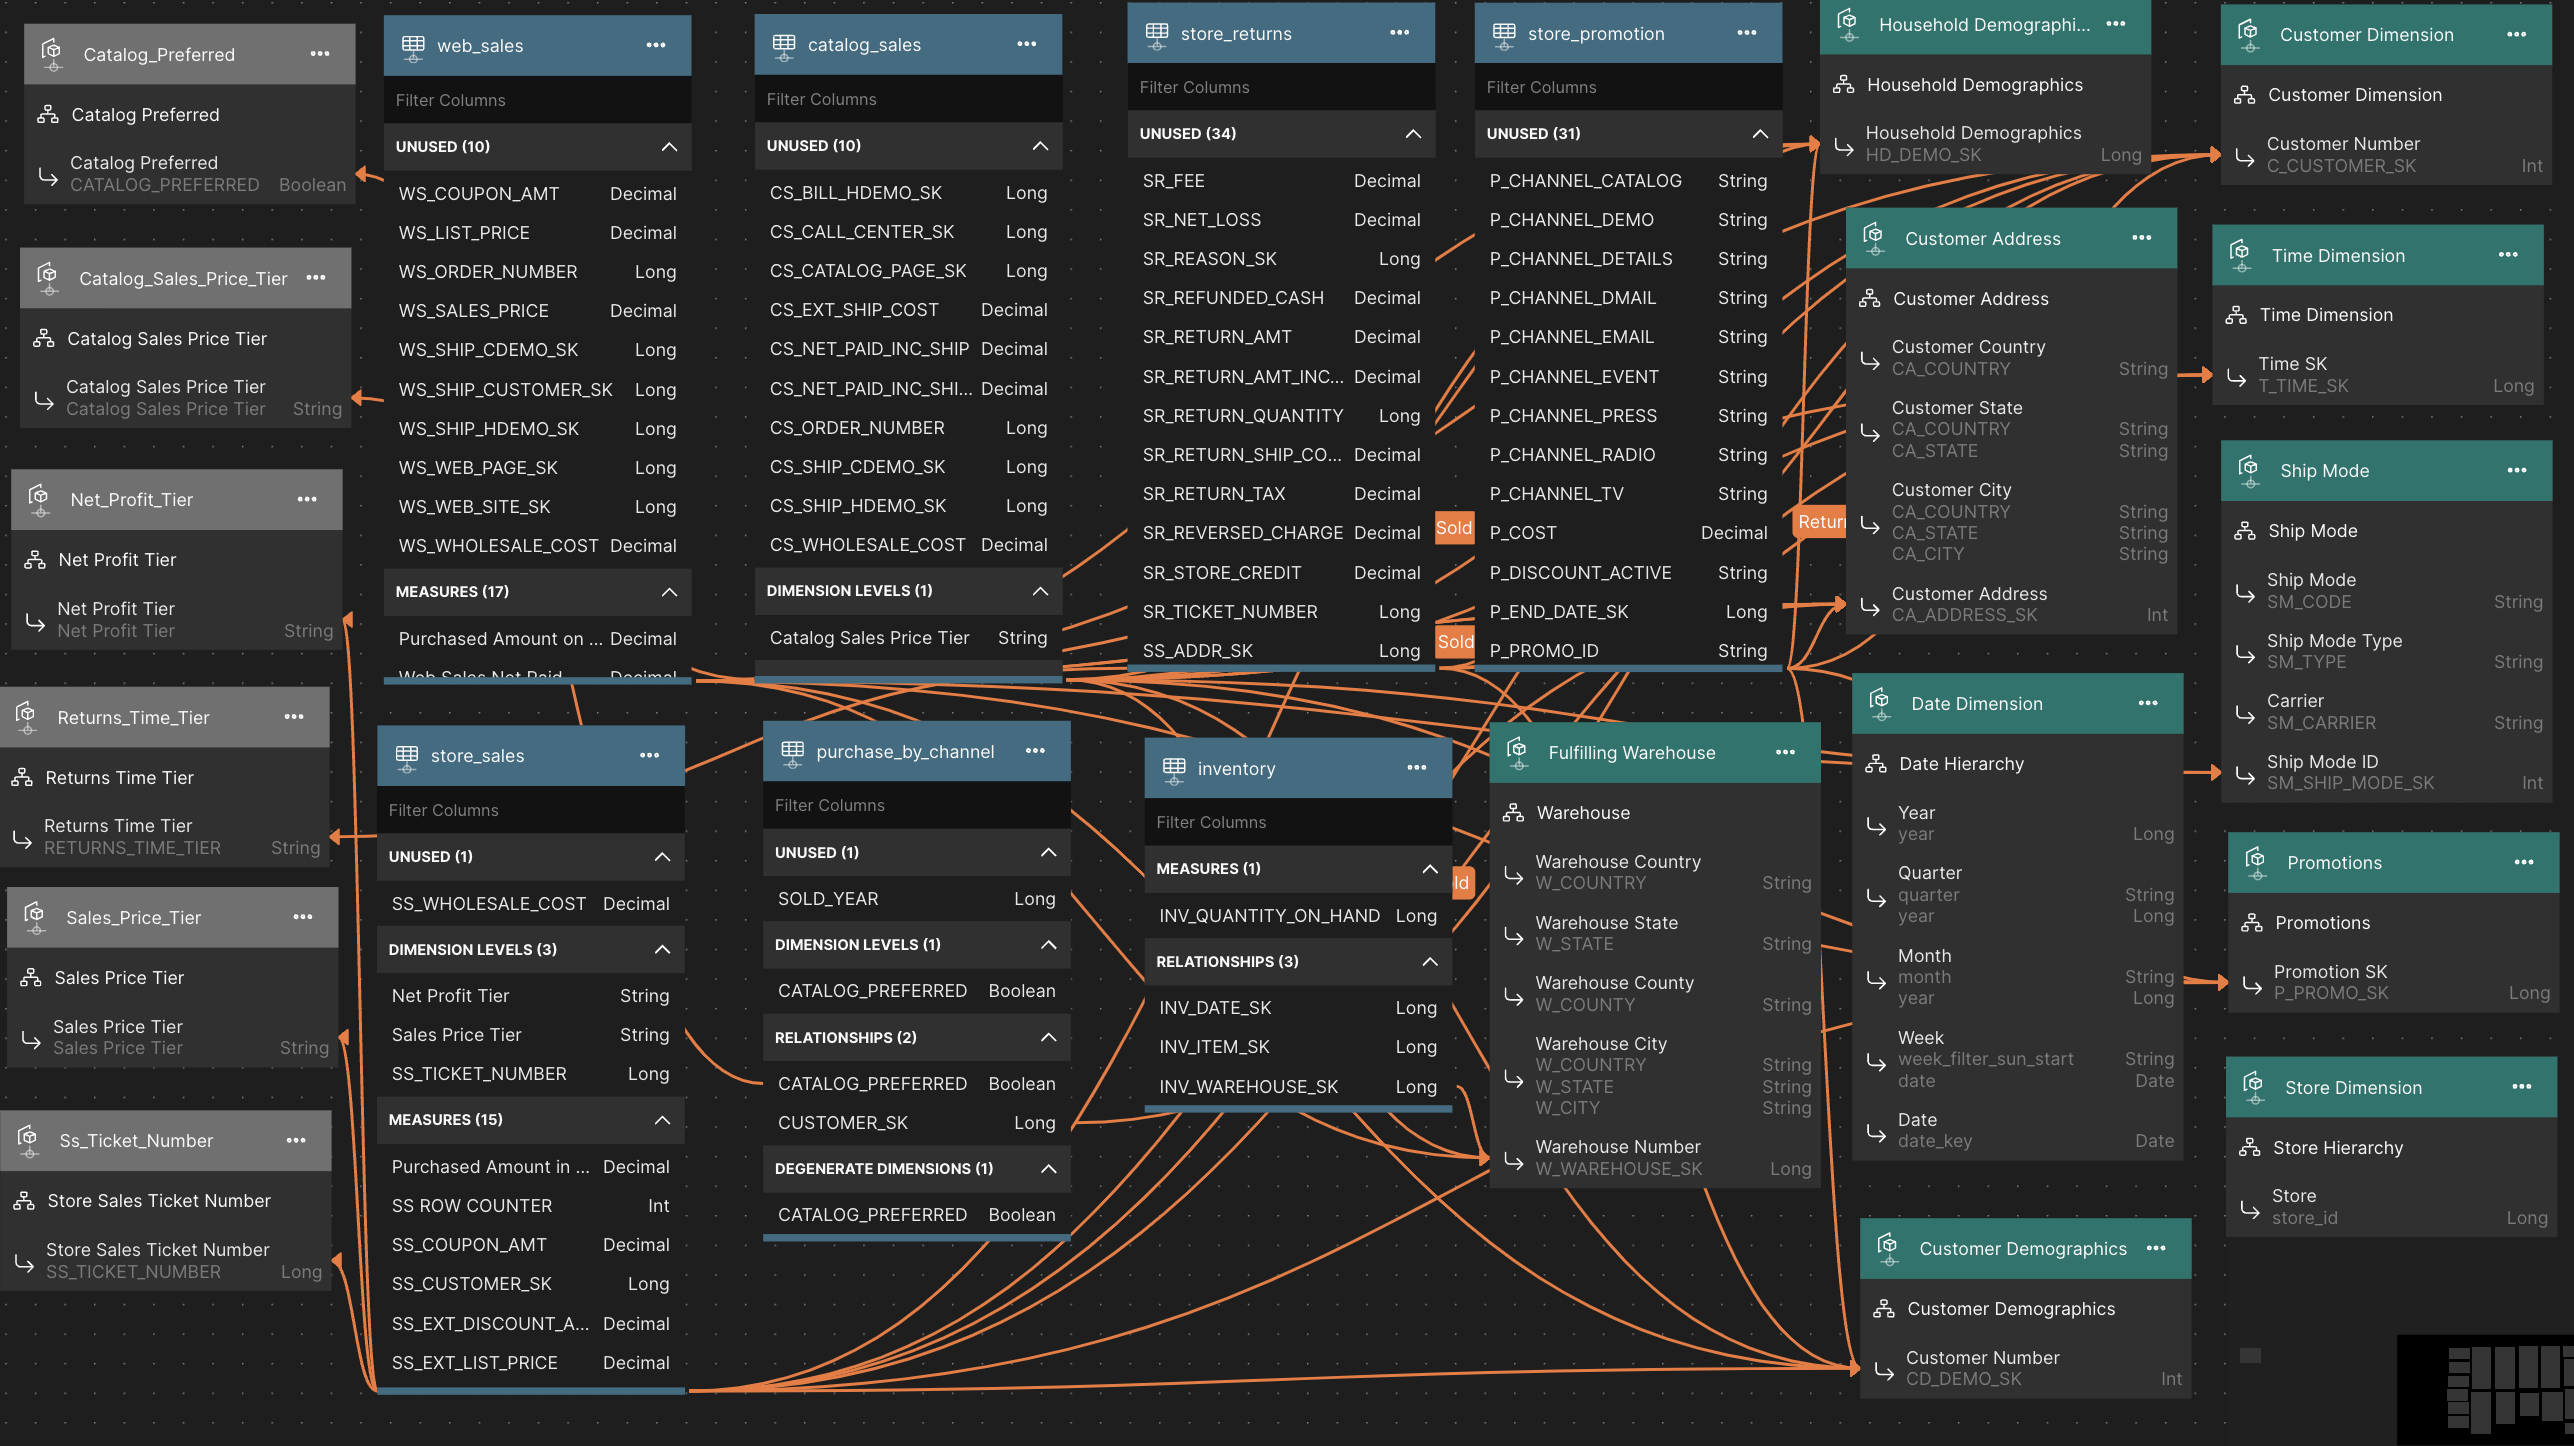 Catalog_Preferred
Catalog Preferred
Catalog Preferred
CATALOG_PREFERRED Boolean
Catalog_Sales_Price_Tier
Catalog Sales Price Tier
Catalog Sales Price Tier
Catalog Sales Price Tier String
Net_Profit_Tier
Net Profit Tier
Net Profit Tier
Net Profit Tier String
Returns_Time_Tier
Returns Time Tier
Returns Time Tier
RETURNS_TIME_TIER String
Sales_Price_Tier
Sales Price Tier
Sales Price Tier
Sales Price Tier String
Ss_Ticket_Number
Store Sales Ticket Number
Store Sales Ticket Number
SS_TICKET_NUMBER Long
web_sales
Filter Columns
UNUSED (10)
WS_COUPON_AMT Decimal
WS_LIST_PRICE Decimal
WS_ORDER_NUMBER Long
WS_SALES_PRICE Decimal
WS_SHIP_CDEMO_SK Long
WS_SHIP_CUSTOMER_SK Long
WS_SHIP_HDEMO_SK Long
WS_WEB_PAGE_SK Long
WS_WEB_SITE_SK Long
WS_WHOLESALE_COST Decimal
MEASURES (17)
Purchased Amount on ... Decimal
Web Sales Net Paid Decimal
store_sales
Filter Columns
UNUSED (1)
SS_WHOLESALE_COST Decimal
DIMENSION LEVELS (3)
Net Profit Tier String
Sales Price Tier String
SS_TICKET_NUMBER Long
MEASURES (15)
Purchased Amount in ... Decimal
SS ROW COUNTER Int
SS_COUPON_AMT Decimal
SS_CUSTOMER_SK Long
SS_EXT_DISCOUNT_A... Decimal
SS_EXT_LIST_PRICE Decimal
catalog_sales
Filter Columns
UNUSED (10)
CS_BILL_HDEMO_SK Long
CS_CALL_CENTER_SK Long
CS_CATALOG_PAGE_SK Long
CS_EXT_SHIP_COST Decimal
CS_NET_PAID_INC_SHIP Decimal
CS_NET_PAID_INC_SHI... Decimal
CS_ORDER_NUMBER Long
CS_SHIP_CDEMO_SK Long
CS_SHIP_HDEMO_SK Long
CS_WHOLESALE_COST Decimal
DIMENSION LEVELS (1)
Catalog Sales Price Tier String
purchase_by_channel
Filter Columns
UNUSED (1)
SOLD_YEAR Long
DIMENSION LEVELS (1)
CATALOG_PREFERRED Boolean
RELATIONSHIPS (2)
CATALOG_PREFERRED Boolean
CUSTOMER_SK Long
DEGENERATE DIMENSIONS (1)
CATALOG_PREFERRED Boolean
store_returns
Filter Columns
UNUSED (34)
SR_FEE Decimal
SR_NET_LOSS Decimal
SR_REASON_SK Long
SR_REFUNDED_CASH Decimal
SR_RETURN_AMT Decimal
SR_RETURN_AMT_INC... Decimal
SR_RETURN_QUANTITY Long
SR_RETURN_SHIP_CO... Decimal
SR_RETURN_TAX Decimal
SR_REVERSED_CHARGE Decimal
SR_STORE_CREDIT Decimal
SR_TICKET_NUMBER Long
SS_ADDR_SK Long
inventory
Filter Columns
MEASURES (1)
INV_QUANTITY_ON_HAND Long
RELATIONSHIPS (3)
INV_DATE_SK Long
INV_ITEM_SK Long
INV_WAREHOUSE_SK Long
Sold
Sold
ld
store_promotion
Filter Columns
UNUSED (31)
P_CHANNEL_CATALOG String
P_CHANNEL_DEMO String
P_CHANNEL_DETAILS String
P_CHANNEL_DMAIL String
P_CHANNEL_EMAIL String
P_CHANNEL_EVENT String
P_CHANNEL_PRESS String
P_CHANNEL_RADIO String
P_CHANNEL_TV String
P_COST Decimal
P_DISCOUNT_ACTIVE String
P_END_DATE_SK Long
P_PROMO_ID String
Fulfilling Warehouse
Warehouse
Warehouse Country
W_COUNTRY String
Warehouse State
W_STATE String
Warehouse County
W_COUNTY String
Warehouse City
W_COUNTRY String
W_STATE String
W_CITY String
Warehouse Number
W_WAREHOUSE_SK Long
Return
Household Demographi...
Household Demographics
Household Demographics
HD_DEMO_SK Long
Customer Address
Customer Address
Customer Country
CA_COUNTRY String
Customer State
CA_COUNTRY String
CA_STATE String
Customer City
CA_COUNTRY String
CA_STATE String
CA_CITY String
Customer Address
CA_ADDRESS_SK Int
Date Dimension
Date Hierarchy
Year
year Long
Quarter
quarter String
year Long
Month
month String
year Long
Week
week_filter_sun_start String
date Date
Date
date_key Date
Customer Demographics
Customer Demographics
Customer Number
CD_DEMO_SK Int
Customer Dimension
Customer Dimension
Customer Number
C_CUSTOMER_SK Int
Time Dimension
Time Dimension
Time SK
T_TIME_SK Long
Ship Mode
Ship Mode
Ship Mode
SM_CODE String
Ship Mode Type
SM_TYPE String
Carrier
SM_CARRIER String
Ship Mode ID
SM_SHIP_MODE_SK Int
Promotions
Promotions
Promotion SK
P_PROMO_SK Long
Store Dimension
Store Hierarchy
Store
store_id Long